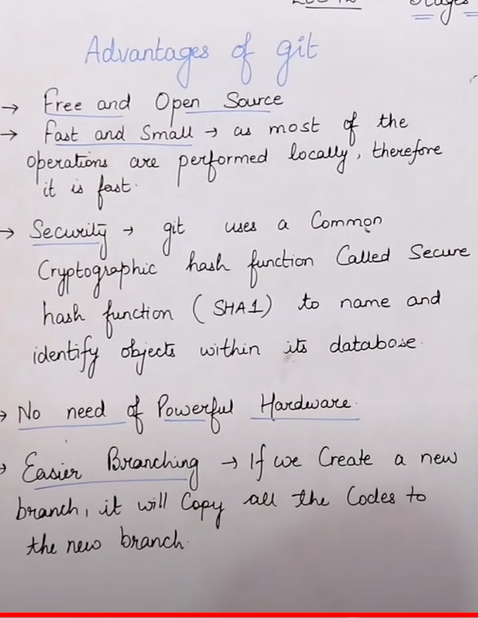 Stages
Advantages of git
→ Free and Open Source
→ Fast and Small → as most of the
operations are performed locally, therefore
it is fast.
→ Security → git uses a Common
Cryptographic hash function Called Secure
hash function (SHA1) to name and
identify objects within its database.
→ No need of Powerful Hardware.
→ Easier Branching → If we Create a new
branch, it will Copy all the Codes to
the new branch.